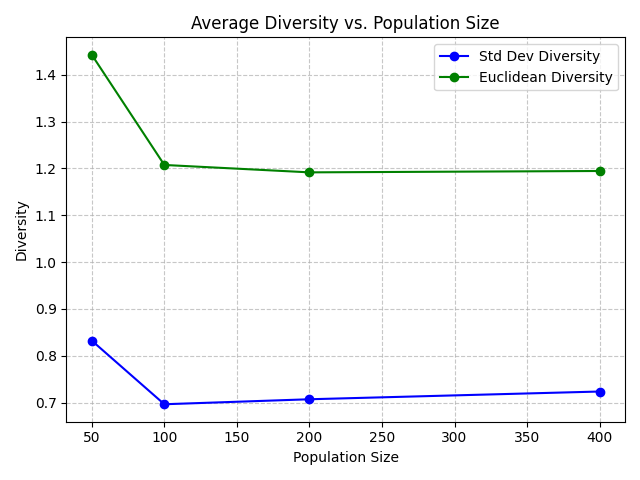 Average Diversity vs. Population Size
Std Dev Diversity
Euclidean Diversity
1.4
1.3
1.2
1.1
1.0
0.9
0.8
0.7
Diversity
50 100 150 200 250 300 350 400
Population Size